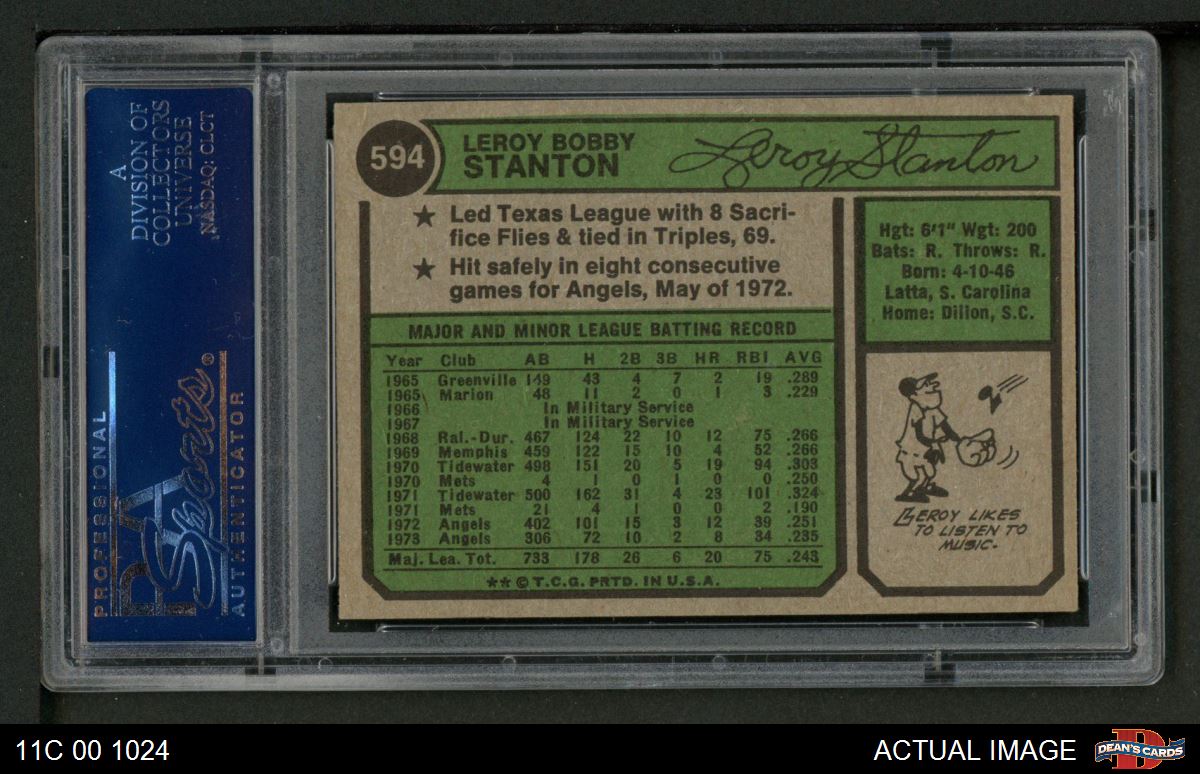 A
DIVISION OF
COLLECTORS
UNIVERSE
NASDAQ: CLCT
PROFESSIONAL
PSA
Sports®
AUTHENTICATOR
594
LEROY BOBBY
STANTON
Leroy Stanton
★ Led Texas League with 8 Sacri-
fice Flies & tied in Triples, 69.
★ Hit safely in eight consecutive
games for Angels, May of 1972.
Hgt: 6'1" Wgt: 200
Bats: R. Throws: R.
Born: 4-10-46
Latta, S. Carolina
Home: Dillon, S.C.
MAJOR AND MINOR LEAGUE BATTING RECORD
Year Club AB H 2B 3B HR RBI AVG
1965 Greenville 149 43 4 7 2 19 .289
1965 Marion 48 11 2 0 1 3 .229
1966 In Military Service
1967 In Military Service
1968 Ral.-Dur. 467 124 22 10 12 75 .266
1969 Memphis 459 122 15 10 4 52 .266
1970 Tidewater 498 151 20 5 19 94 .303
1970 Mets 4 1 0 1 0 0 .250
1971 Tidewater 500 162 31 4 23 101 .324
1971 Mets 21 4 1 0 0 2 .190
1972 Angels 402 101 15 3 12 39 .251
1973 Angels 306 72 10 2 8 34 .235
Maj. Lea. Tot. 733 178 26 6 20 75 .243
★★ © T.C.G. PRTD. IN U.S.A.
LEROY LIKES
TO LISTEN TO
MUSIC.
11C 00 1024
ACTUAL IMAGE
DEAN'S CARDS